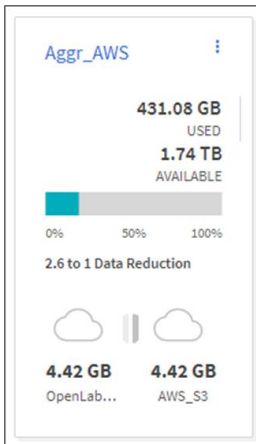 Aggr_AWS
431.08 GB
USED
1.74 TB
AVAILABLE
0% 50% 100%
2.6 to 1 Data Reduction
4.42 GB 4.42 GB
OpenLab... AWS_S3